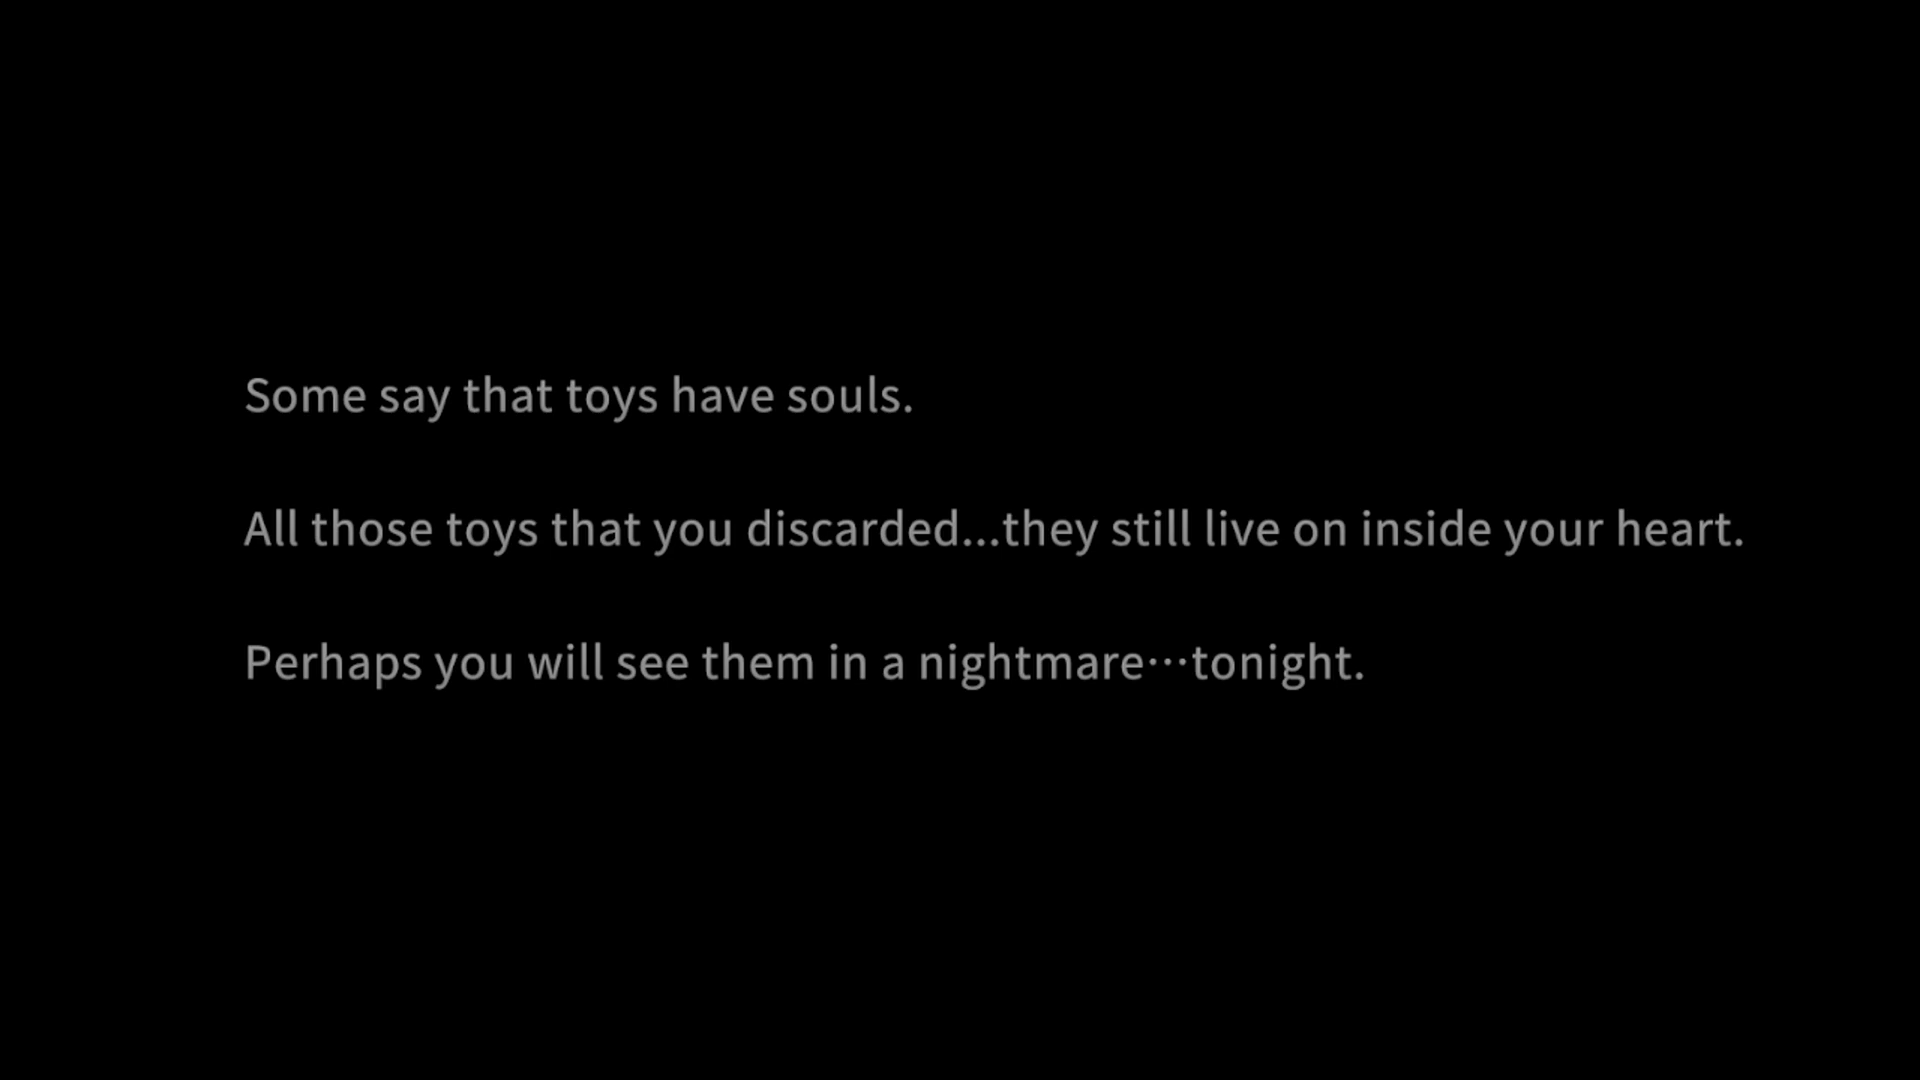 Some say that toys have souls.
All those toys that you discarded...they still live on inside your heart.
Perhaps you will see them in a nightmare⋯tonight.